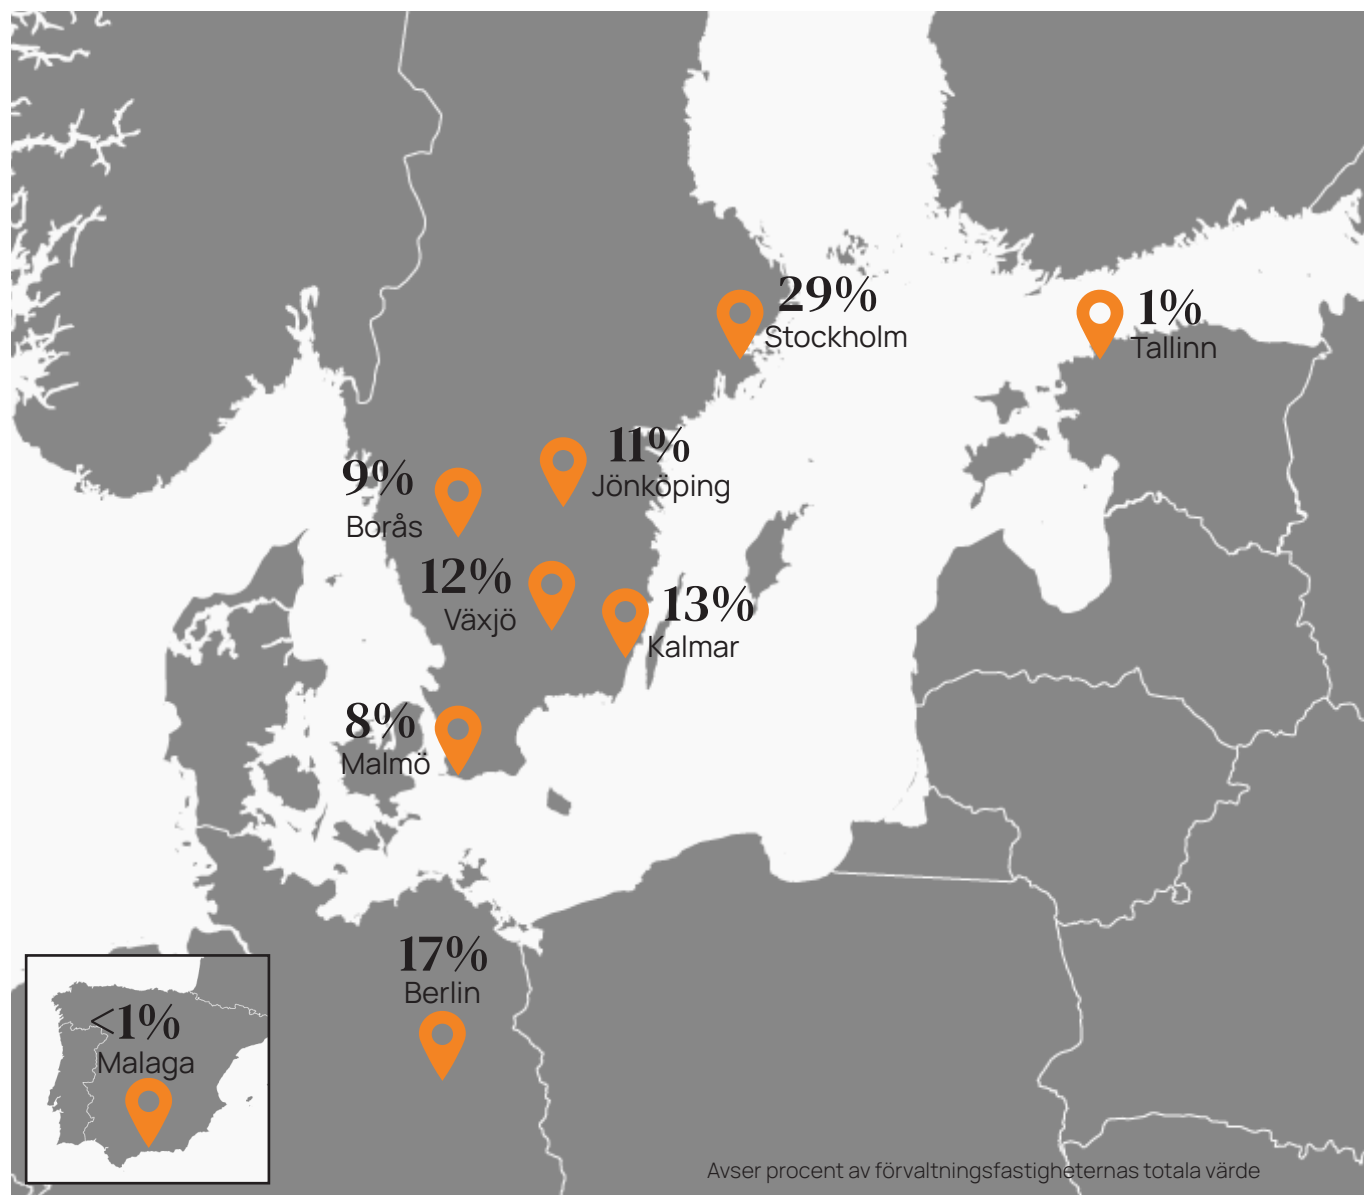 29%
Stockholm
1%
Tallinn
11%
Jönköping
9%
Borås
12%
Växjö
13%
Kalmar
8%
Malmö
17%
Berlin
<1%
Malaga
Avser procent av förvaltningsfastigheternas totala värde